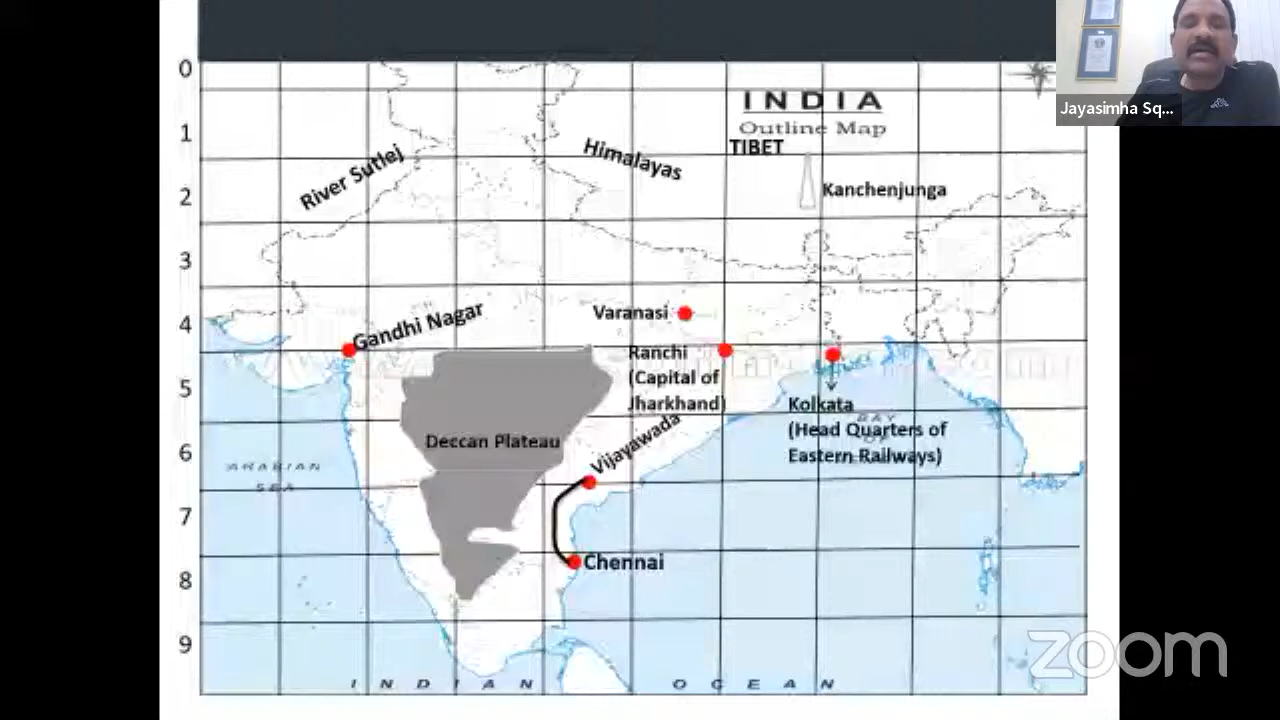 Jayasimha Sq...
0
INDIA
Outline Map
1
TIBET
River Sutlej
Himalayas
2
Kanchenjunga
3
4
Gandhi Nagar
Varanasi
5
Ranchi
(Capital of
Jharkhand)
Kolkata
(Head Quarters of
Eastern Railways)
BAY
Deccan Plateau
Vijayawada
6
ARABIAN
SEA
7
Chennai
8
9
zoom
INDIAN OCEAN